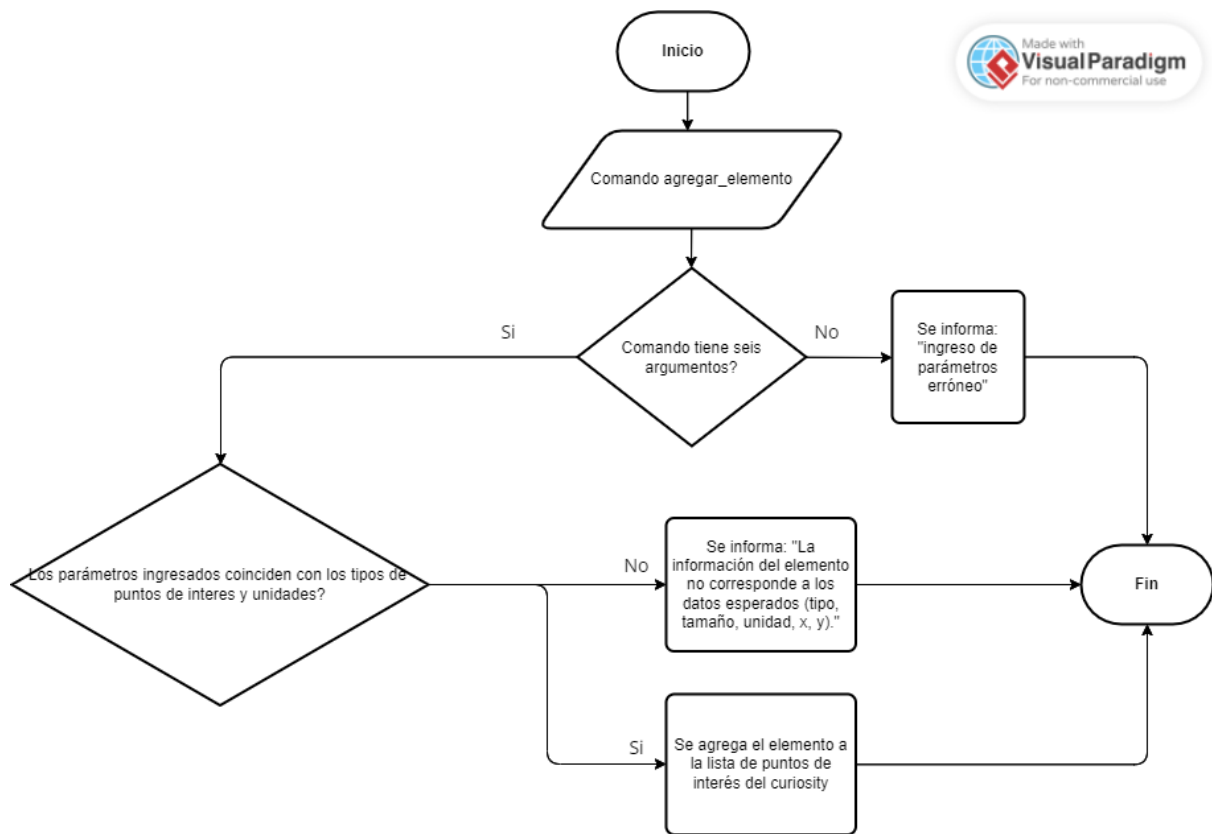 Inicio
Made with
Visual Paradigm
For non-commercial use
Comando agregar_elemento
Si
Comando tiene seis
argumentos?
No
Se informa:
"ingreso de
parámetros
erróneo"
Los parámetros ingresados coinciden con los tipos de
puntos de interes y unidades?
No
Se informa: "La
información del elemento
no corresponde a los
datos esperados (tipo,
tamaño, unidad, x, y)."
Fin
Si
Se agrega el elemento a
la lista de puntos de
interés del curiosity